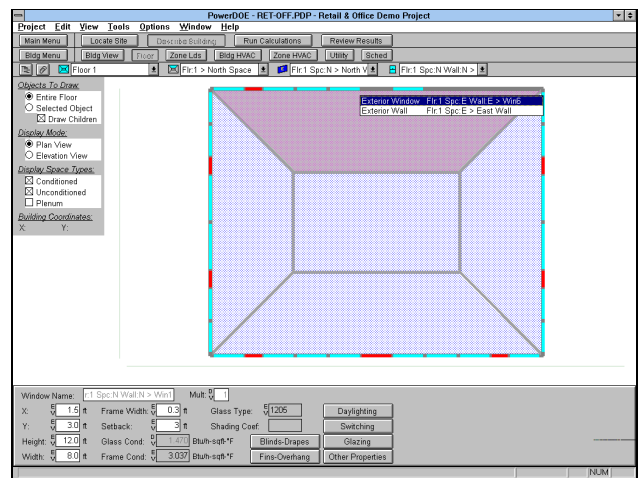 PowerDOE - RET-OFF.PDP - Retail & Office Demo Project
Project Edit View Tools Options Window Help
Main Menu Locate Site Describe Building Run Calculations Review Results
Bldg Menu Bldg View Floor Zone Lds Bldg HVAC Zone HVAC Utility Sched
Floor 1 Flr:1 > North Space Flr:1 Spc:N > North V Flr:1 Spc:N Wall:N >
Objects To Draw:
Entire Floor
Selected Object
Draw Children
Display Mode:
Plan View
Elevation View
Display Space Types:
Conditioned
Unconditioned
Plenum
Building Coordinates:
X: Y:
Exterior Window Flr:1 Spc:E Wall:E > Win6
Exterior Wall Flr:1 Spc:E > East Wall
Window Name: r:1 Spc:N Wall:N > Win1 Mult: D V 1
X: E V 1.5 ft Frame Width: E V 0.3 ft Glass Type: E V 1205 Daylighting
Y: E V 3.0 ft Setback: E V 3 ft Shading Coef: Switching
Height: E V 12.0 ft Glass Cond: D V 1.470 Btu/h-sqft-°F Blinds-Drapes Glazing
Width: E V 8.0 ft Frame Cond: E V 3.037 Btu/h-sqft-°F Fins-Overhang Other Properties
NUM